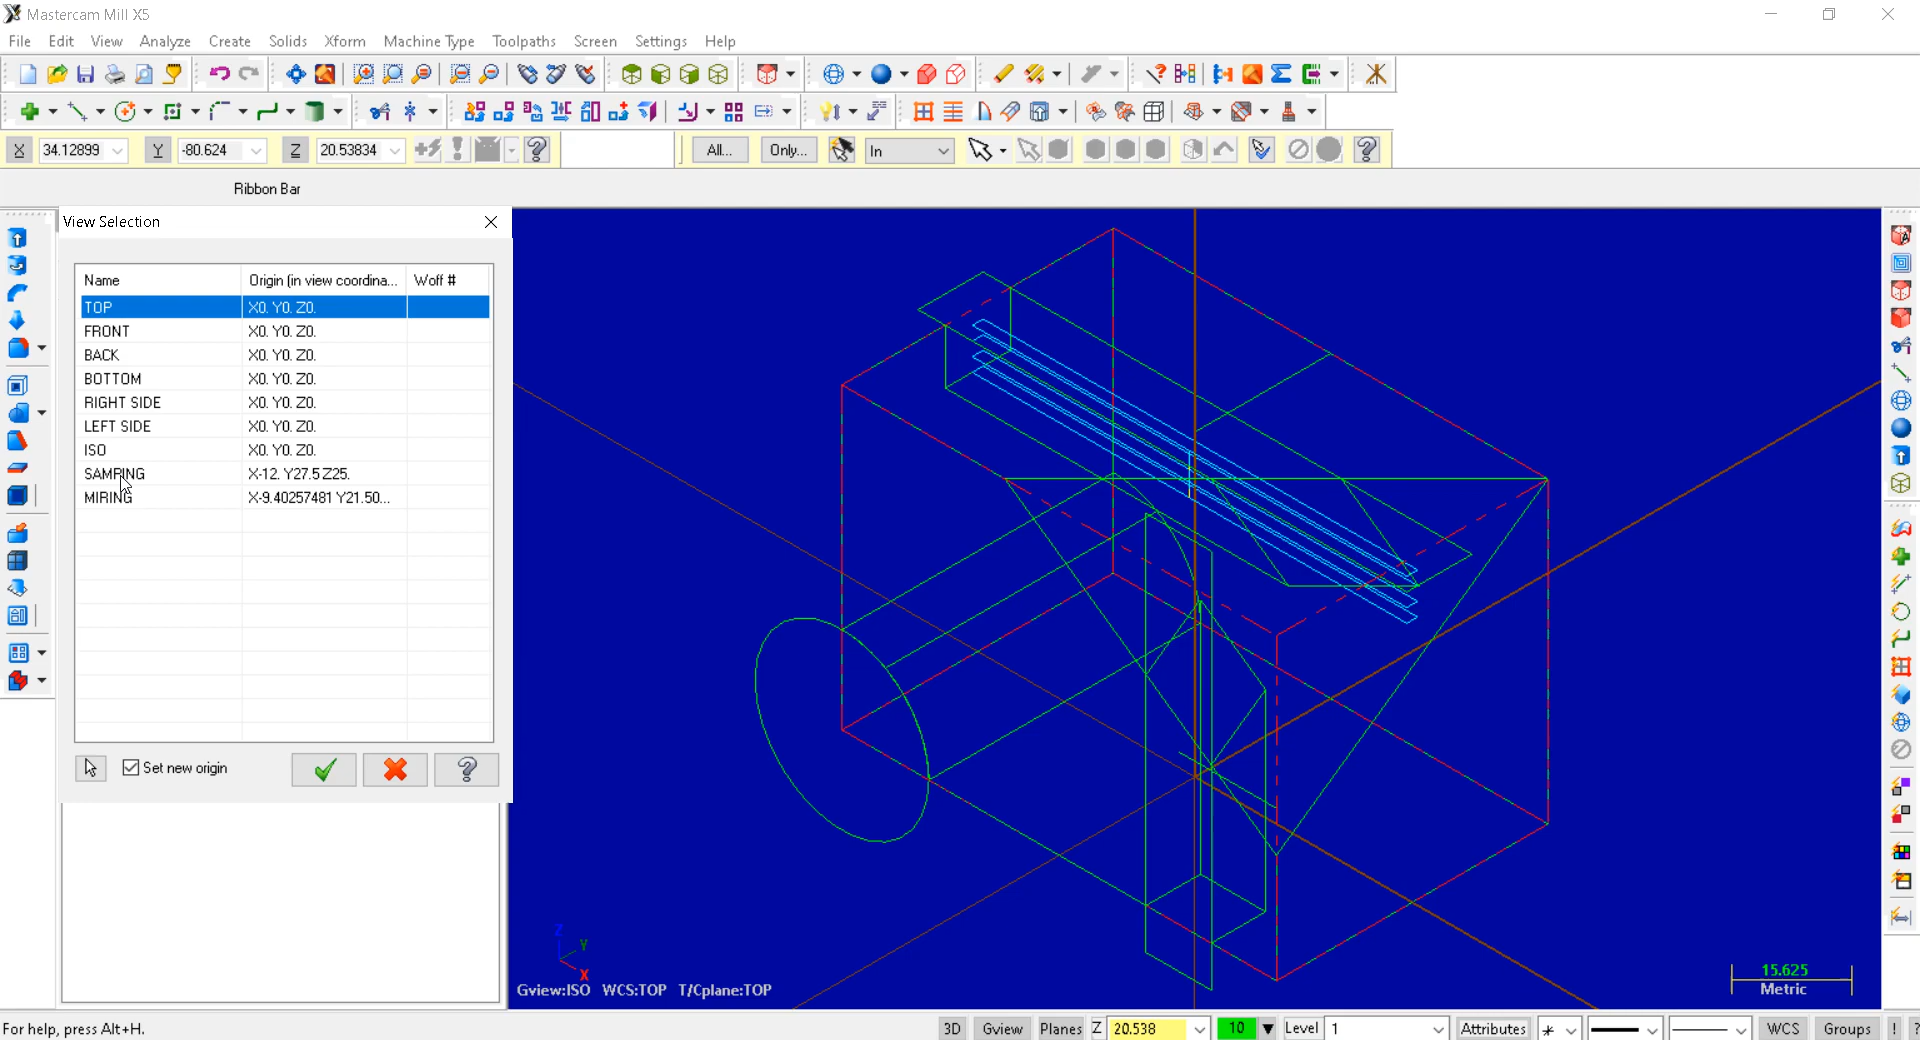 Mastercam Mill X5
File Edit View Analyze Create Solids Xform Machine Type Toolpaths Screen Settings Help
X 34.12899 Y -80.624 Z 20.53834 All... Only... In
Ribbon Bar
View Selection
Name Origin (in view coordina... Woff #
TOP X0. Y0. Z0.
FRONT X0. Y0. Z0.
BACK X0. Y0. Z0.
BOTTOM X0. Y0. Z0.
RIGHT SIDE X0. Y0. Z0.
LEFT SIDE X0. Y0. Z0.
ISO X0. Y0. Z0.
SAMPING X-12. Y27.5 Z25.
MIRING X-9.40257481 Y21.50...
Set new origin
Z
Y
X
Gview:ISO WCS:TOP T/Cplane:TOP
15.625
Metric
For help, press Alt+H. 3D Gview Planes Z 20.538 10 Level 1 Attributes WCS Groups ! ?